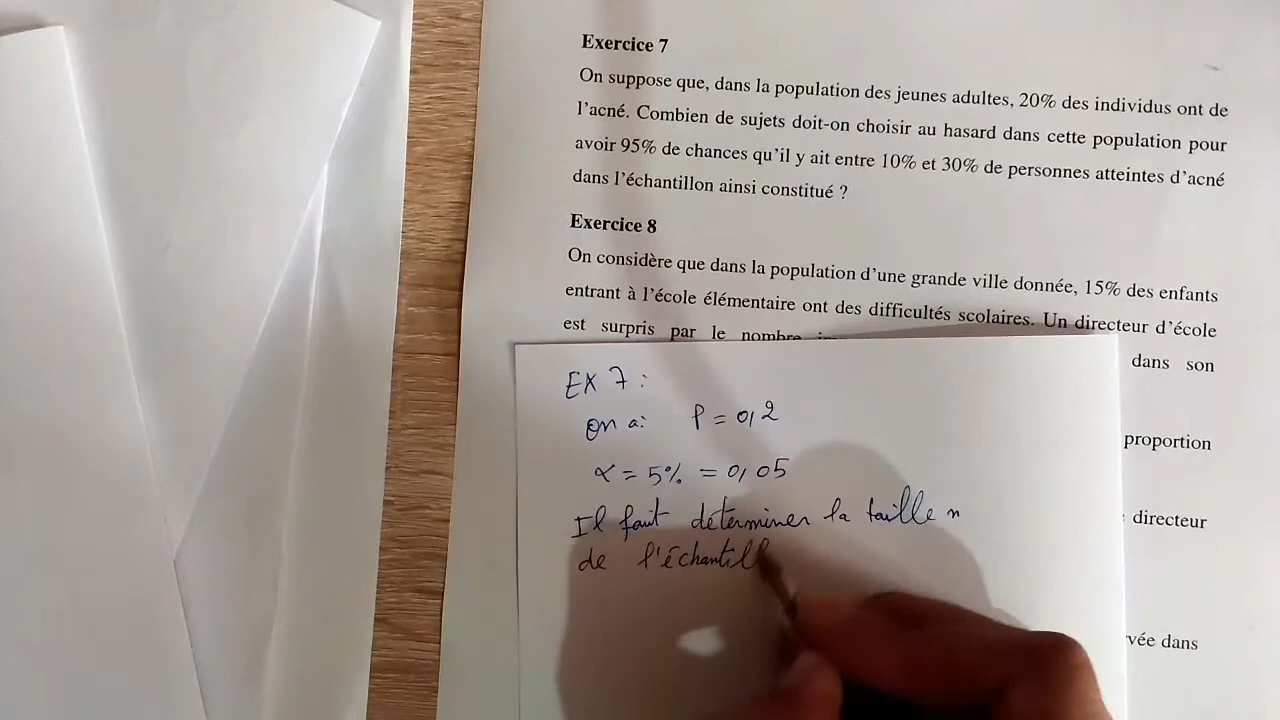 Exercice 7
On suppose que, dans la population des jeunes adultes, 20% des individus ont de
l'acné. Combien de sujets doit-on choisir au hasard dans cette population pour
avoir 95% de chances qu'il y ait entre 10% et 30% de personnes atteintes d'acné
dans l'échantillon ainsi constitué ?
Exercice 8
On considère que dans la population d'une grande ville donnée, 15% des enfants
entrant à l'école élémentaire ont des difficultés scolaires. Un directeur d'école
est surpris par le nombre
dans son
proportion
directeur
vée dans
EX 7 :
on a: P = 0,2
α = 5% = 0,05
Il faut déterminer la taille n
de l'échantill